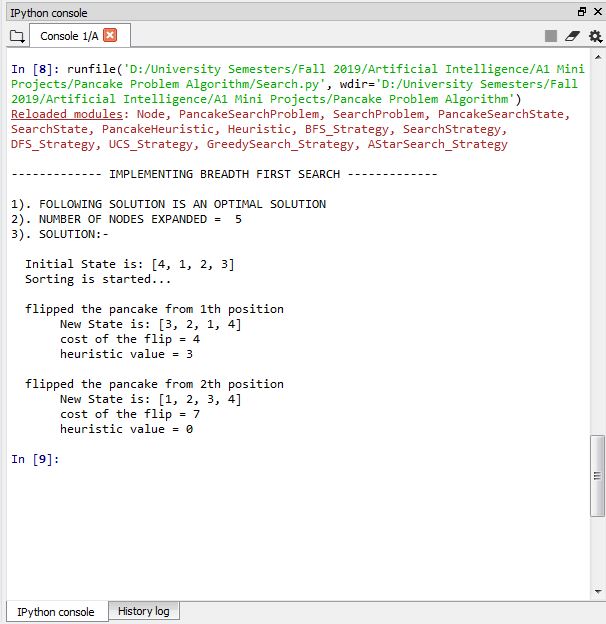 IPython console
Console 1/A
In [8]: runfile('D:/University Semesters/Fall 2019/Artificial Intelligence/A1 Mini
Projects/Pancake Problem Algorithm/Search.py', wdir='D:/University Semesters/Fall
2019/Artificial Intelligence/A1 Mini Projects/Pancake Problem Algorithm')
Reloaded modules: Node, PancakeSearchProblem, SearchProblem, PancakeSearchState,
SearchState, PancakeHeuristic, Heuristic, BFS_Strategy, SearchStrategy,
DFS_Strategy, UCS_Strategy, GreedySearch_Strategy, AStarSearch_Strategy
------------- IMPLEMENTING BREADTH FIRST SEARCH -------------
1). FOLLOWING SOLUTION IS AN OPTIMAL SOLUTION
2). NUMBER OF NODES EXPANDED =  5
3). SOLUTION:-
Initial State is: [4, 1, 2, 3]
Sorting is started...
flipped the pancake from 1th position
New State is: [3, 2, 1, 4]
cost of the flip = 4
heuristic value = 3
flipped the pancake from 2th position
New State is: [1, 2, 3, 4]
cost of the flip = 7
heuristic value = 0
In [9]:
IPython console
History log